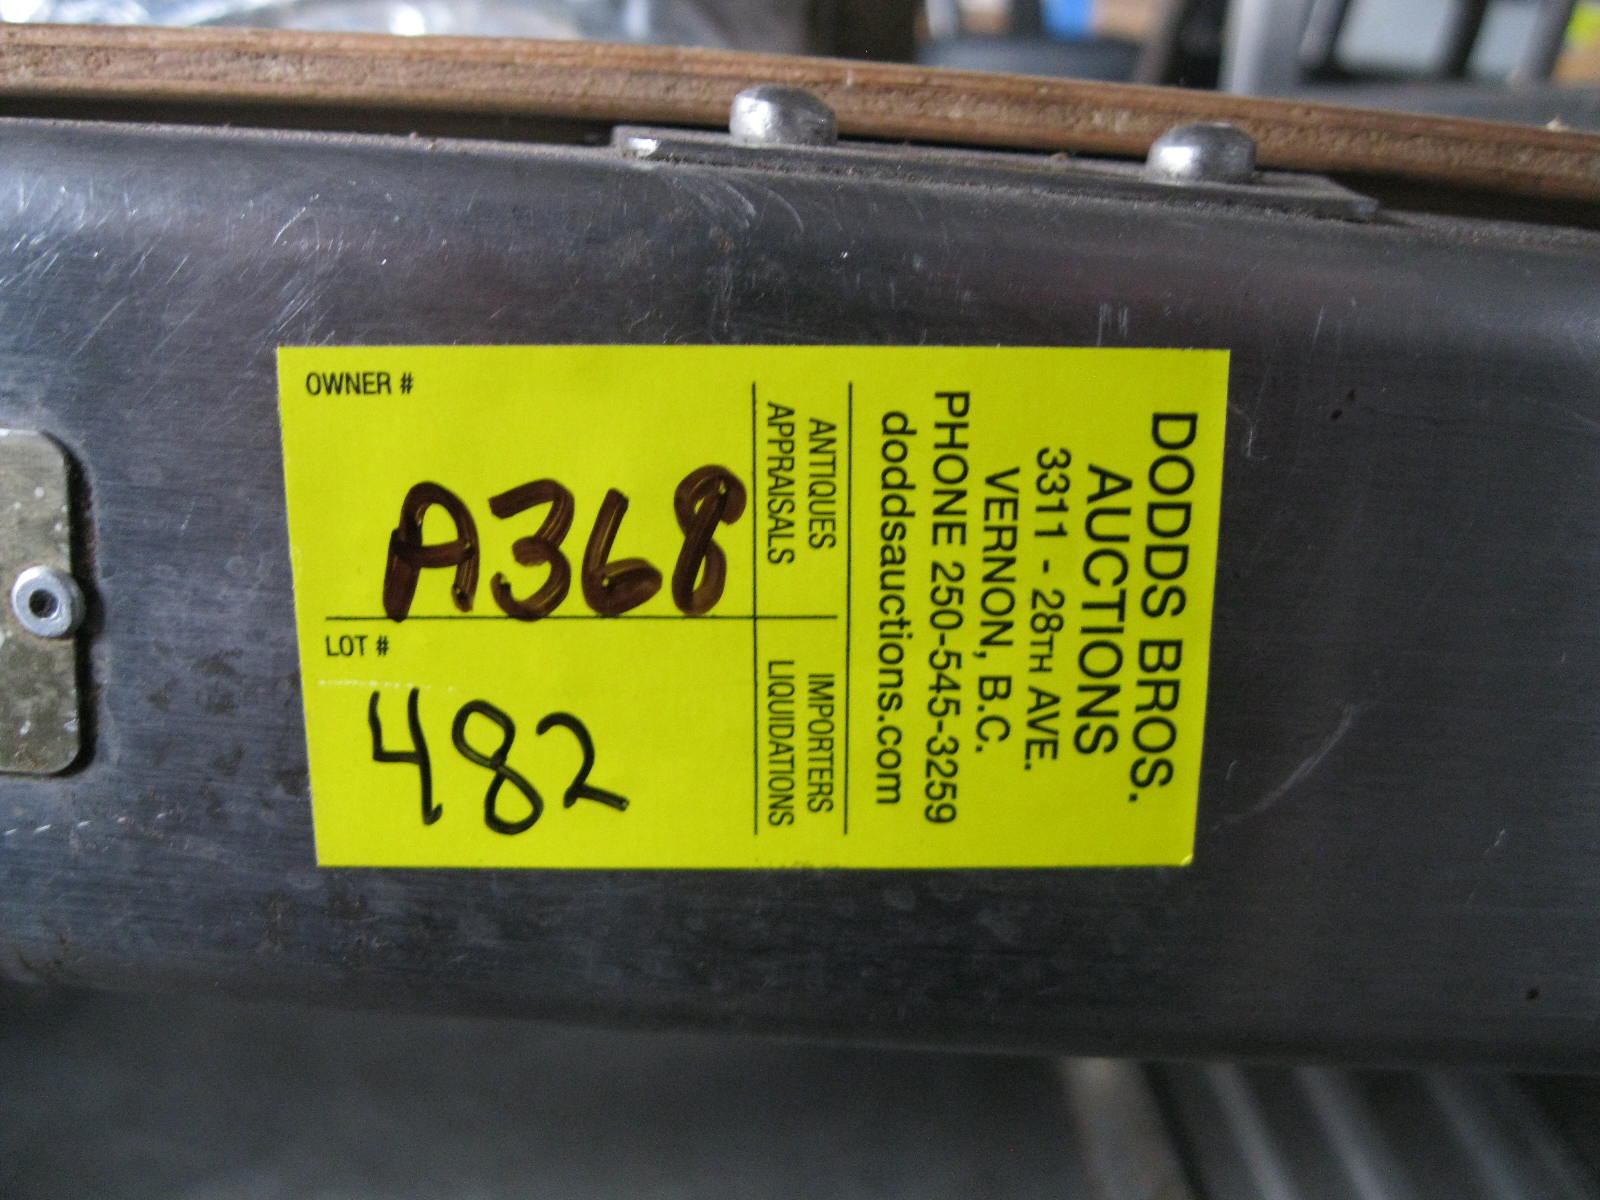 DODDS BROS.
AUCTIONS
3311 - 28TH AVE.
VERNON, B.C.
PHONE 250-545-3259
doddsauctions.com
ANTIQUES
APPRAISALS
IMPORTERS
LIQUIDATIONS
OWNER #
A368
LOT #
482